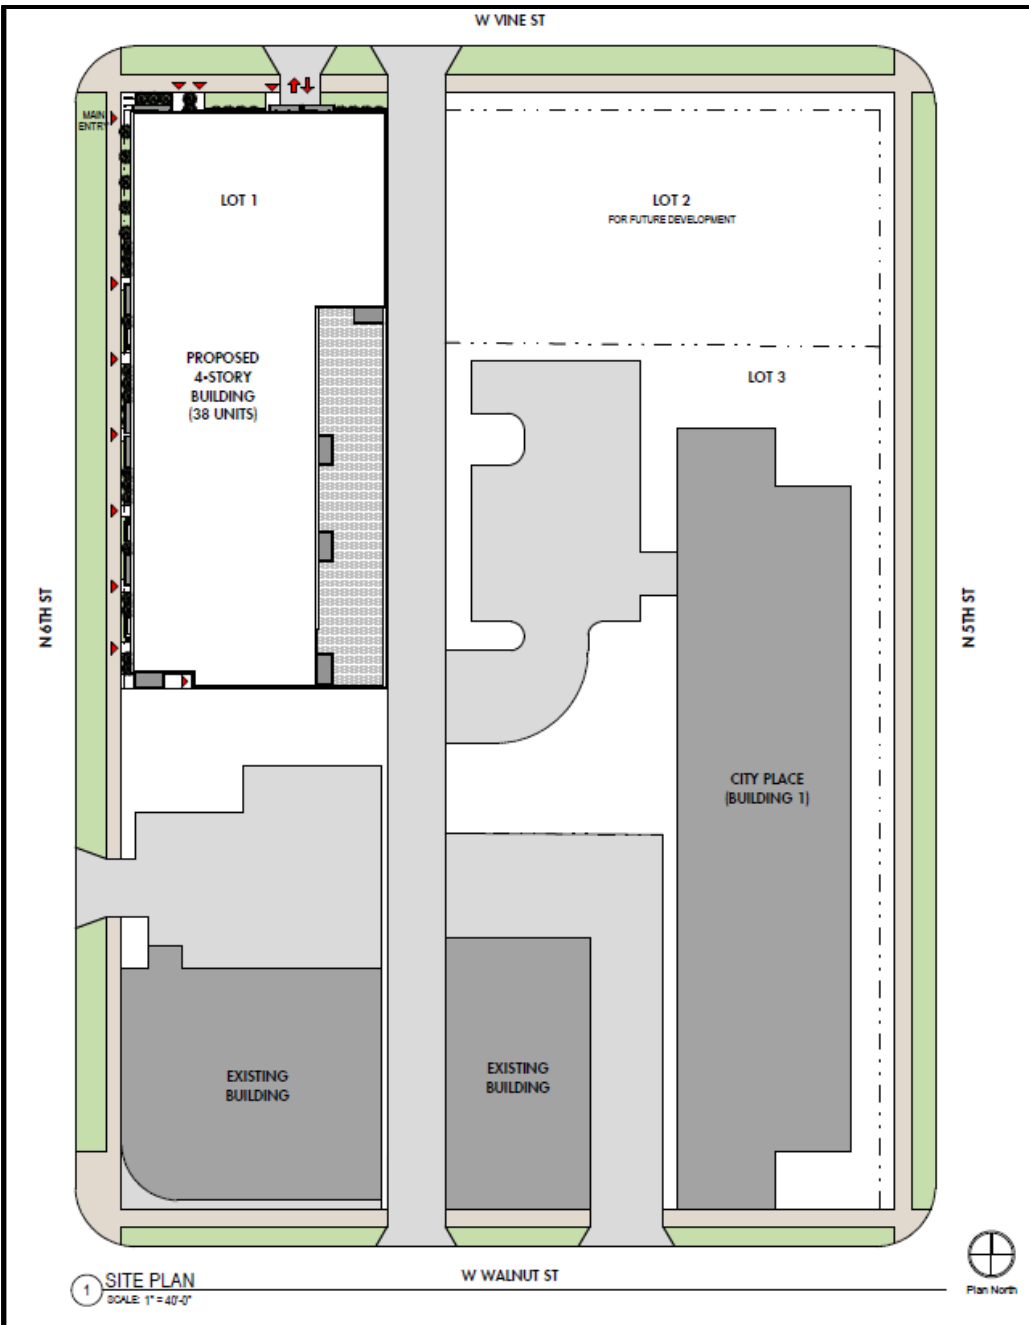 W VINE ST
MAIN
ENTRY
LOT 1
LOT 2
FOR FUTURE DEVELOPMENT
PROPOSED
4-STORY
BUILDING
(38 UNITS)
LOT 3
N 6TH ST
N 5TH ST
CITY PLACE
(BUILDING 1)
EXISTING
BUILDING
EXISTING
BUILDING
W WALNUT ST
1
SITE PLAN
SCALE: 1" = 40'-0"
Plan North